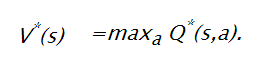 V*(s) =maxₐ Q*(s,a).